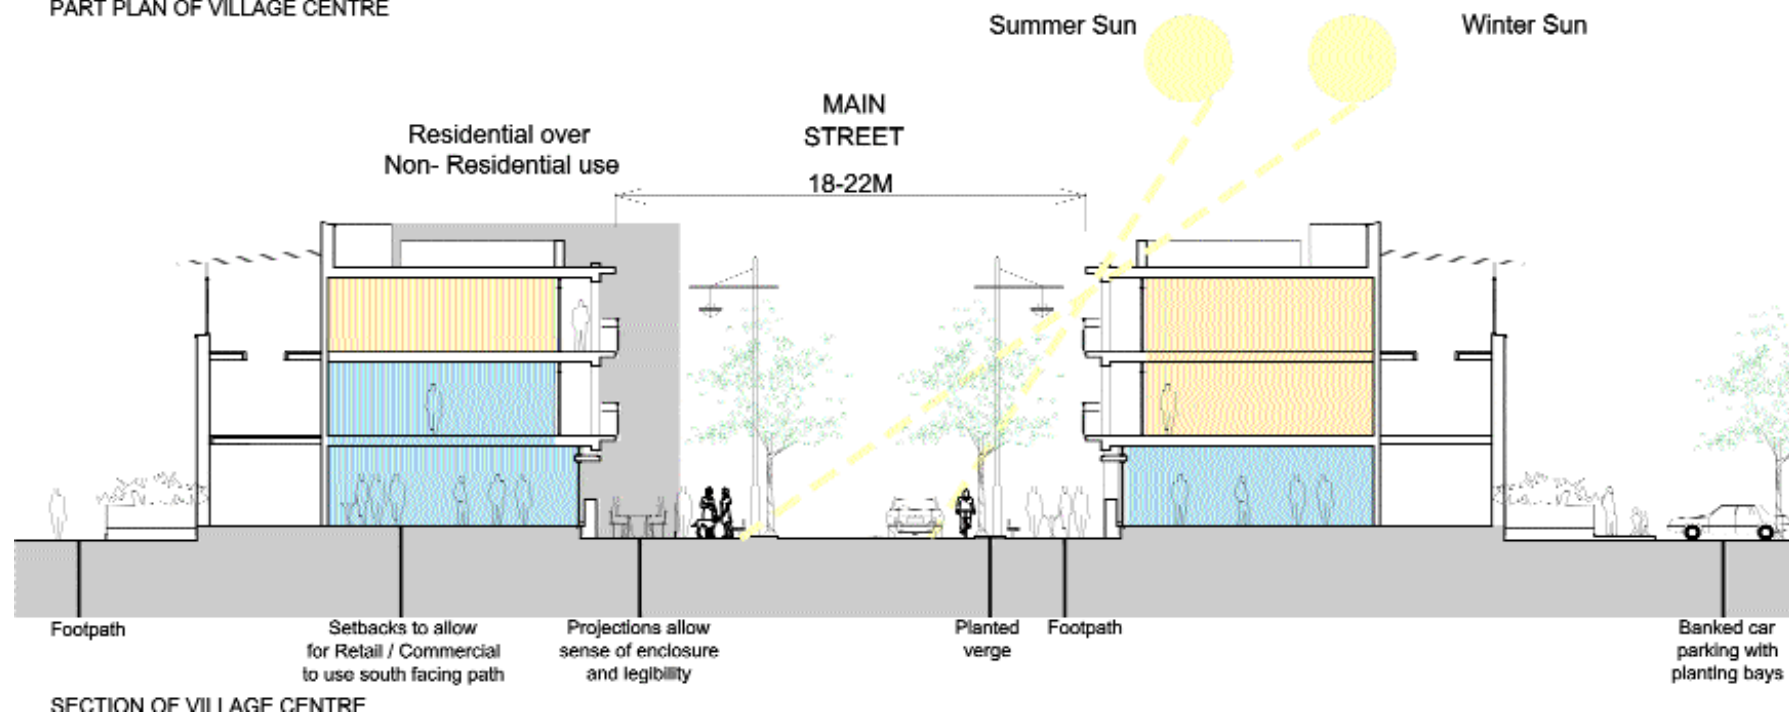 PART PLAN OF VILLAGE CENTRE
Summer Sun
Winter Sun
MAIN
STREET
18-22M
Residential over
Non- Residential use
Footpath
Setbacks to allow
for Retail / Commercial
to use south facing path
Projections allow
sense of enclosure
and legibility
Planted
verge
Footpath
Banked car
parking with
planting bays
SECTION OF VILLAGE CENTRE